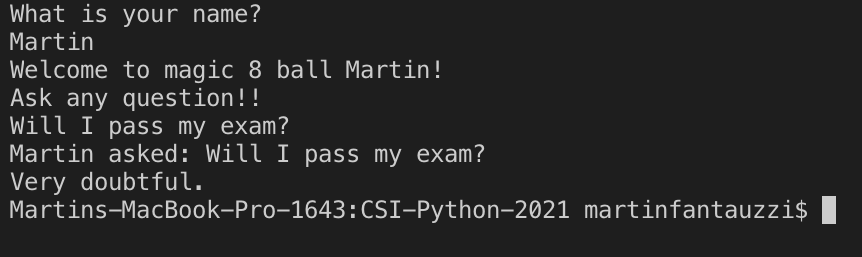 What is your name?
Martin
Welcome to magic 8 ball Martin!
Ask any question!!
Will I pass my exam?
Martin asked: Will I pass my exam?
Very doubtful.
Martins-MacBook-Pro-1643:CSI-Python-2021 martinfantauzzi$